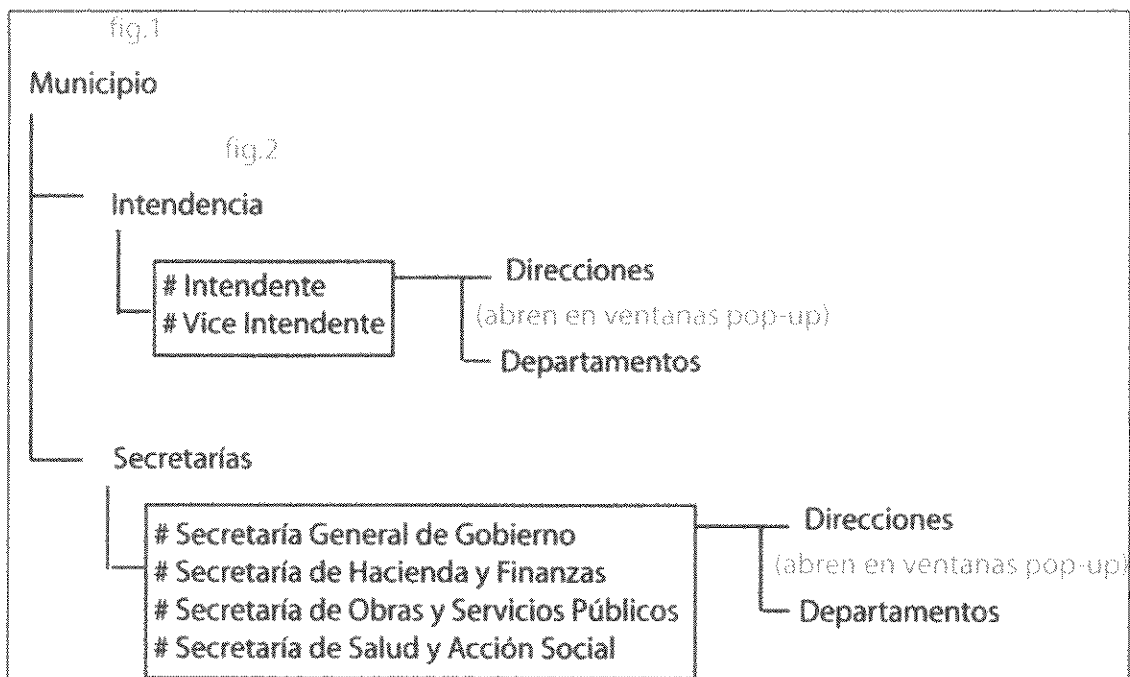 fig.1
Municipio
fig.2
Intendencia
# Intendente
# Vice Intendente
Direcciones
(abren en ventanas pop-up)
Departamentos
Secretarías
# Secretaría General de Gobierno
# Secretaría de Hacienda y Finanzas
# Secretaría de Obras y Servicios Públicos
# Secretaría de Salud y Acción Social
Direcciones
(abren en ventanas pop-up)
Departamentos